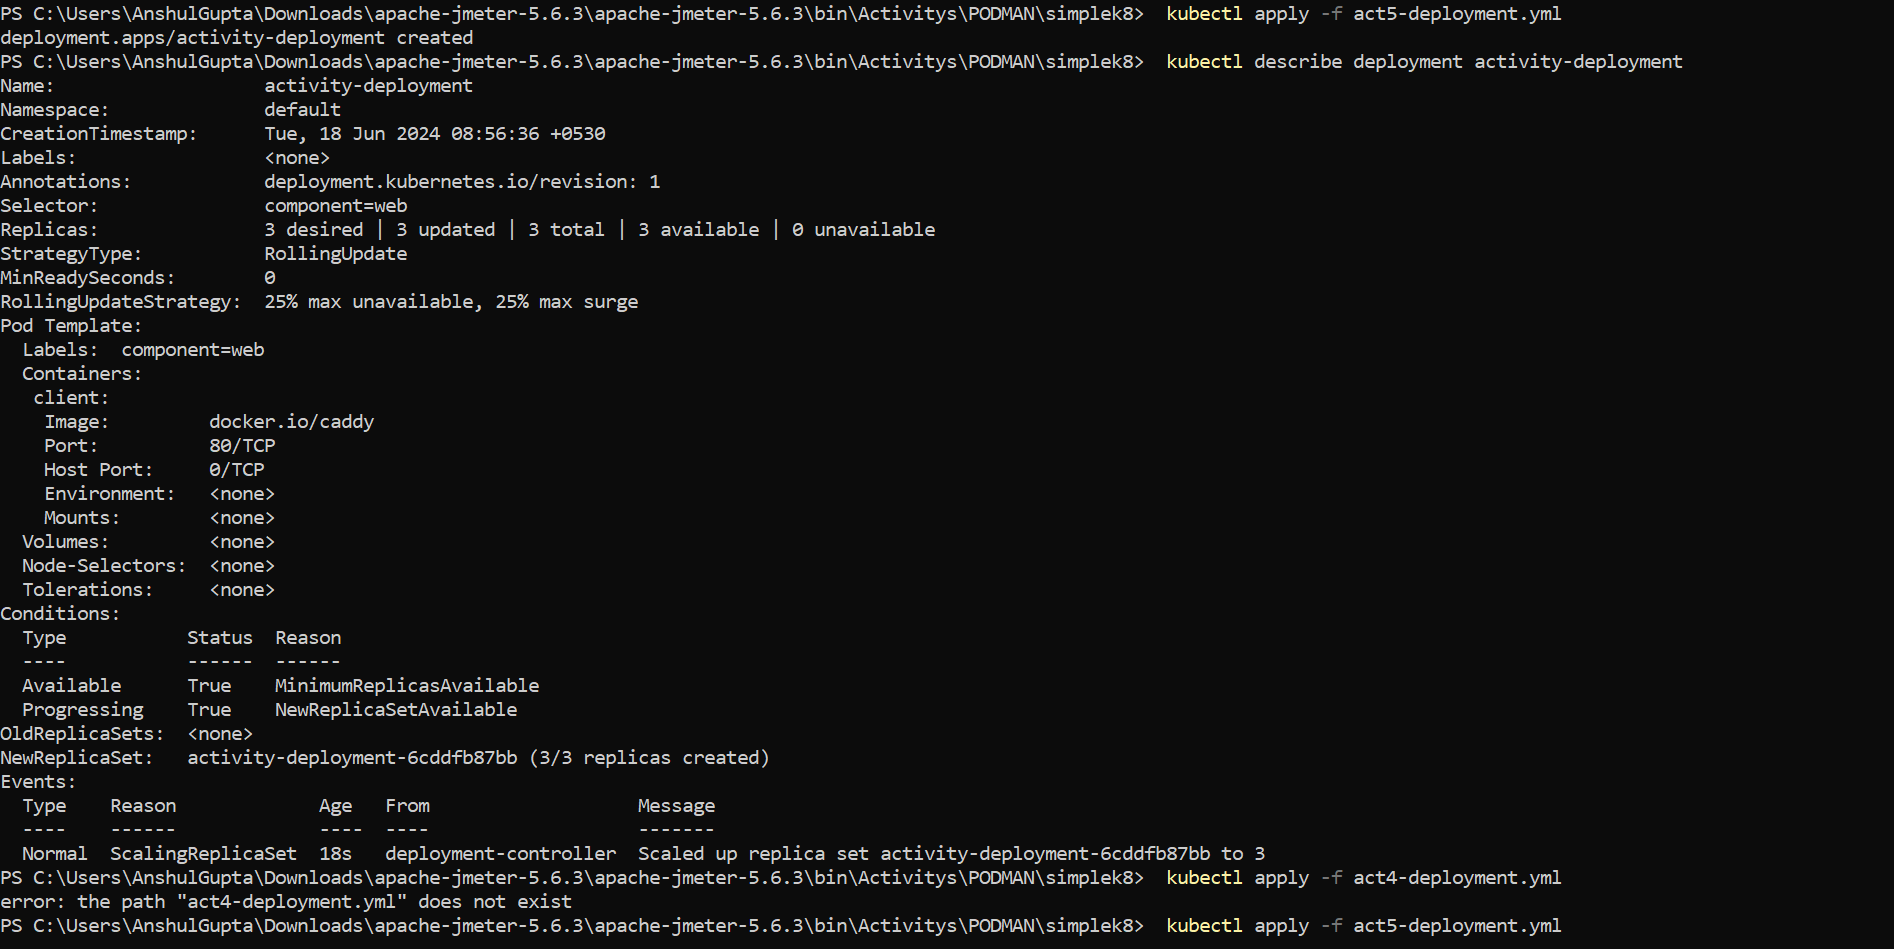 PS C:\Users\AnshulGupta\Downloads\apache-jmeter-5.6.3\apache-jmeter-5.6.3\bin\Activitys\PODMAN\simplek8>  kubectl apply -f act5-deployment.yml
deployment.apps/activity-deployment created
PS C:\Users\AnshulGupta\Downloads\apache-jmeter-5.6.3\apache-jmeter-5.6.3\bin\Activitys\PODMAN\simplek8>  kubectl describe deployment activity-deployment
Name:                   activity-deployment
Namespace:              default
CreationTimestamp:      Tue, 18 Jun 2024 08:56:36 +0530
Labels:                 <none>
Annotations:            deployment.kubernetes.io/revision: 1
Selector:               component=web
Replicas:               3 desired | 3 updated | 3 total | 3 available | 0 unavailable
StrategyType:           RollingUpdate
MinReadySeconds:        0
RollingUpdateStrategy:  25% max unavailable, 25% max surge
Pod Template:
  Labels:  component=web
  Containers:
   client:
    Image:         docker.io/caddy
    Port:          80/TCP
    Host Port:     0/TCP
    Environment:   <none>
    Mounts:        <none>
  Volumes:         <none>
  Node-Selectors:  <none>
  Tolerations:     <none>
Conditions:
  Type           Status  Reason
  ----           ------  ------
  Available      True    MinimumReplicasAvailable
  Progressing    True    NewReplicaSetAvailable
OldReplicaSets:  <none>
NewReplicaSet:   activity-deployment-6cddfb87bb (3/3 replicas created)
Events:
  Type    Reason             Age   From                   Message
  ----    ------             ----  ----                   -------
  Normal  ScalingReplicaSet  18s   deployment-controller  Scaled up replica set activity-deployment-6cddfb87bb to 3
PS C:\Users\AnshulGupta\Downloads\apache-jmeter-5.6.3\apache-jmeter-5.6.3\bin\Activitys\PODMAN\simplek8>  kubectl apply -f act4-deployment.yml
error: the path "act4-deployment.yml" does not exist
PS C:\Users\AnshulGupta\Downloads\apache-jmeter-5.6.3\apache-jmeter-5.6.3\bin\Activitys\PODMAN\simplek8>  kubectl apply -f act5-deployment.yml